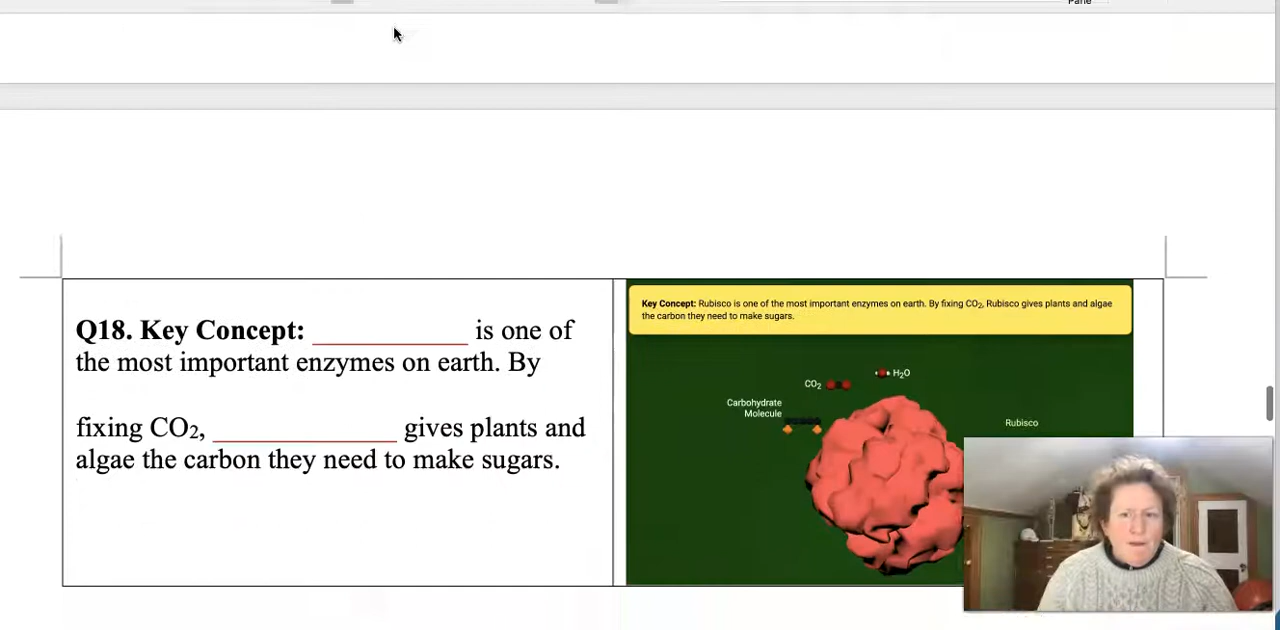 Pane
Q18. Key Concept: ____________ is one of
the most important enzymes on earth. By
fixing CO₂, ______________ gives plants and
algae the carbon they need to make sugars.
Key Concept: Rubisco is one of the most important enzymes on earth. By fixing CO₂, Rubisco gives plants and algae
the carbon they need to make sugars.
H₂O
CO₂
Carbohydrate
Molecule
Rubisco